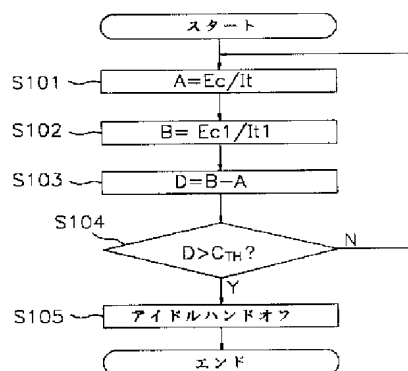 スタート
S101
A=Ec/It
S102
B= Ec1/It1
S103
D=B-A
S104
D>CTH?
N
Y
S105
アイドルハンドオフ
エンド